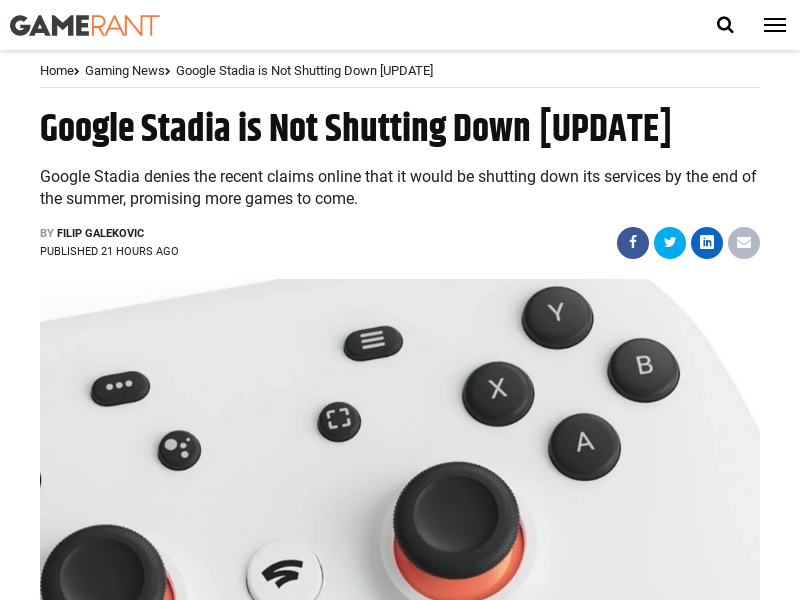 GAMERANT
Home Gaming News Google Stadia is Not Shutting Down [UPDATE]
Google Stadia is Not Shutting Down [UPDATE]
Google Stadia denies the recent claims online that it would be shutting down its services by the end of
the summer, promising more games to come.
BY FILIP GALEKOVIC
PUBLISHED 21 HOURS AGO
Y
B
X
A